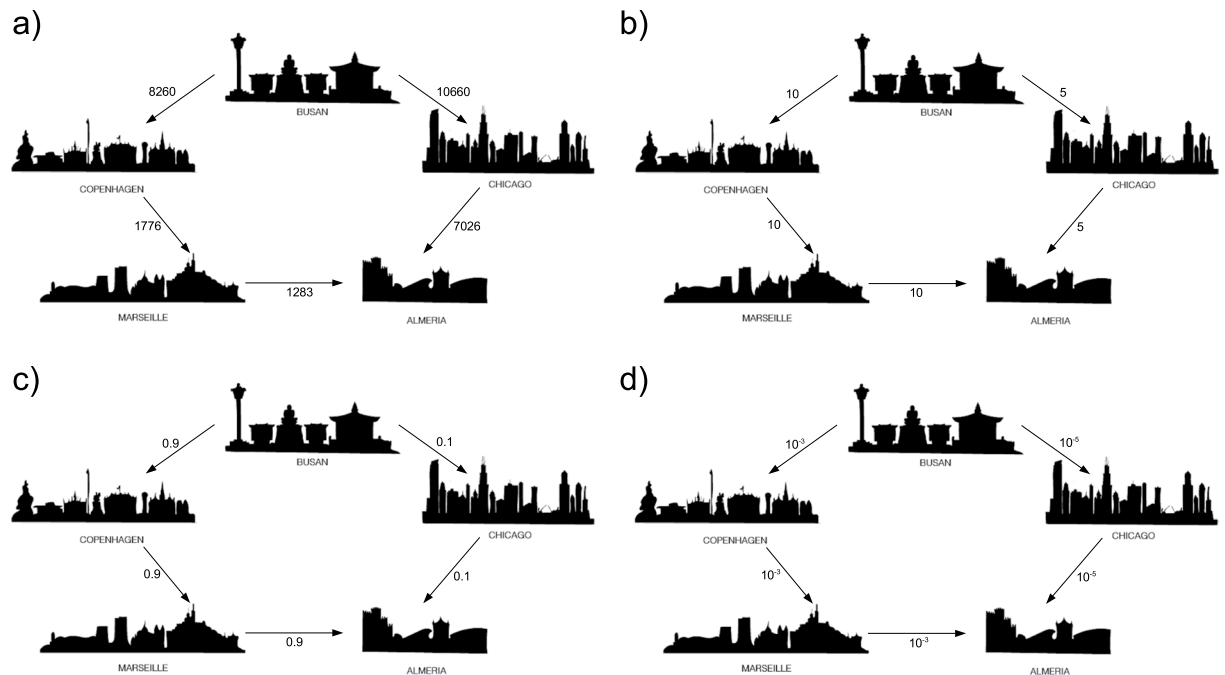 a)
8260
10660
BUSAN
COPENHAGEN
CHICAGO
1776
7026
1283
MARSEILLE
ALMERIA
b)
10
5
BUSAN
COPENHAGEN
CHICAGO
10
5
10
MARSEILLE
ALMERIA
c)
0.9
0.1
BUSAN
COPENHAGEN
CHICAGO
0.9
0.1
0.9
MARSEILLE
ALMERIA
d)
10⁻³
10⁻⁵
BUSAN
COPENHAGEN
CHICAGO
10⁻³
10⁻⁵
10⁻³
MARSEILLE
ALMERIA